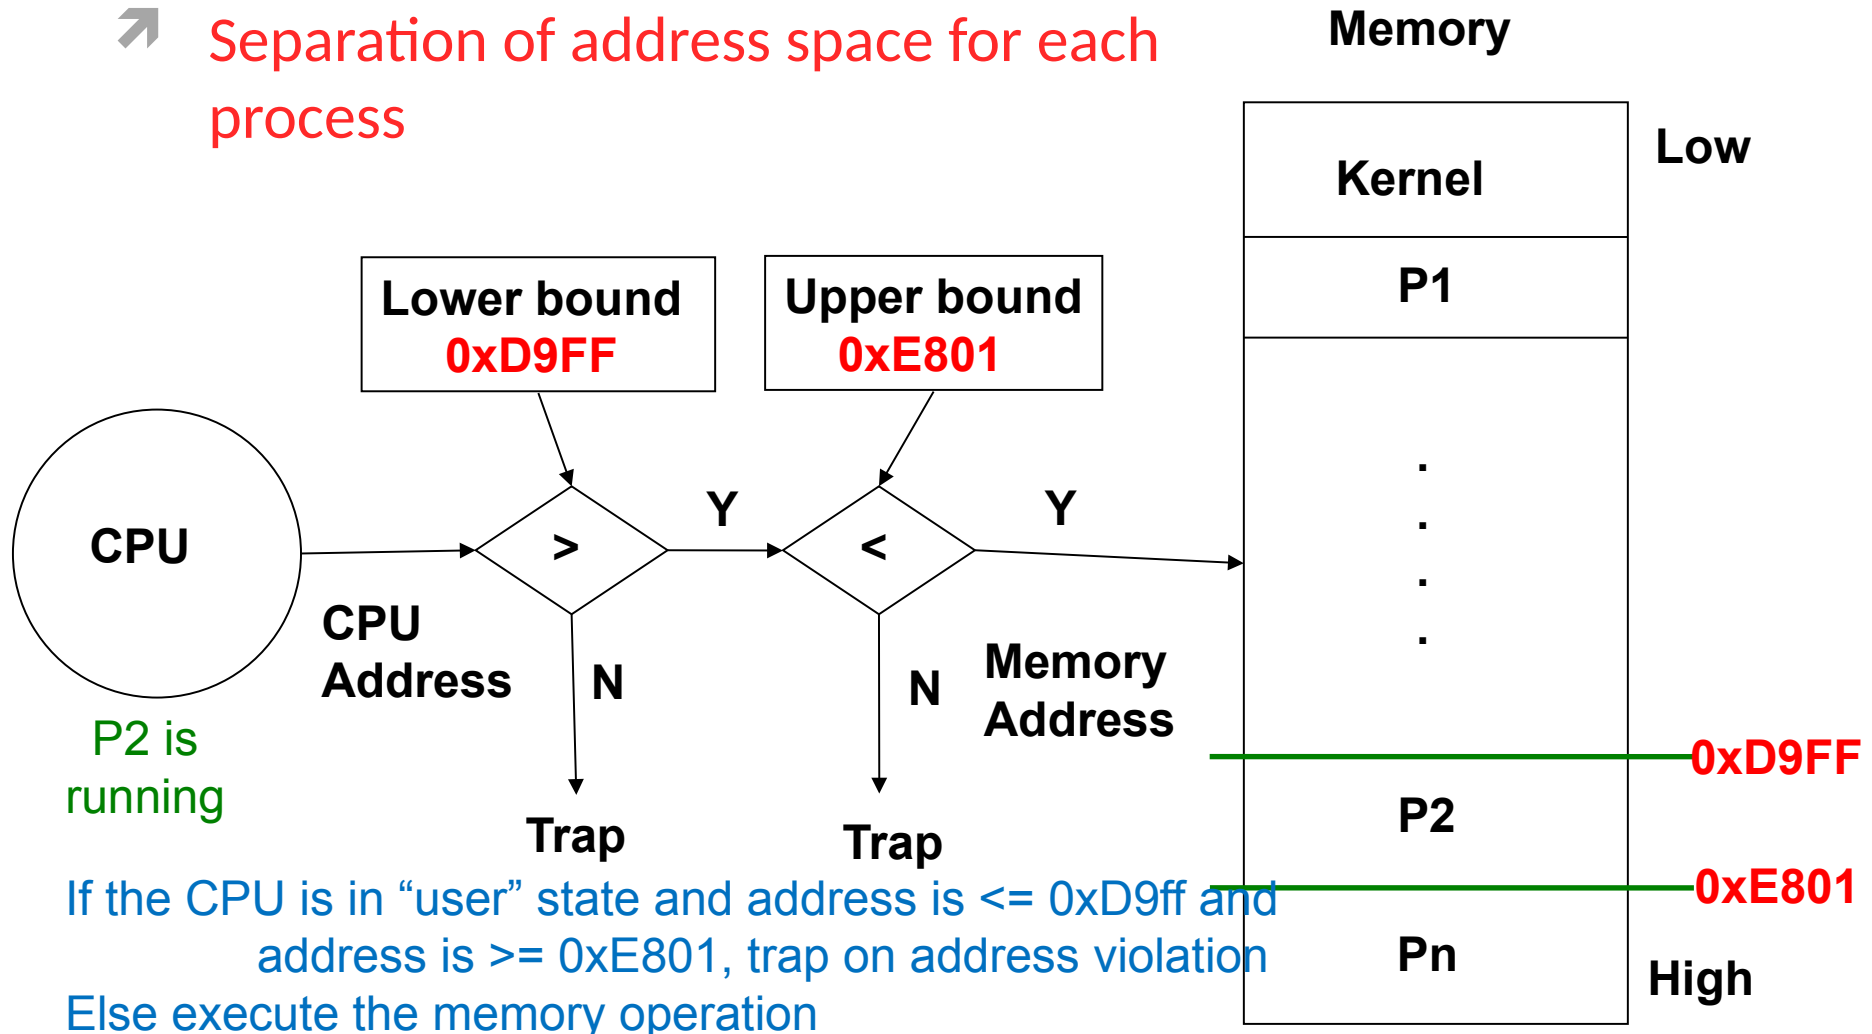 Separation of address space for each
process
Memory
Low
Kernel
P1
Lower bound
0xD9FF
Upper bound
0xE801
.
.
.
.
CPU
>
Y
<
Y
CPU
Address
N
N
Memory
Address
P2 is
running
Trap
Trap
0xD9FF
P2
0xE801
Pn
High
If the CPU is in “user” state and address is <= 0xD9ff and
address is >= 0xE801, trap on address violation
Else execute the memory operation